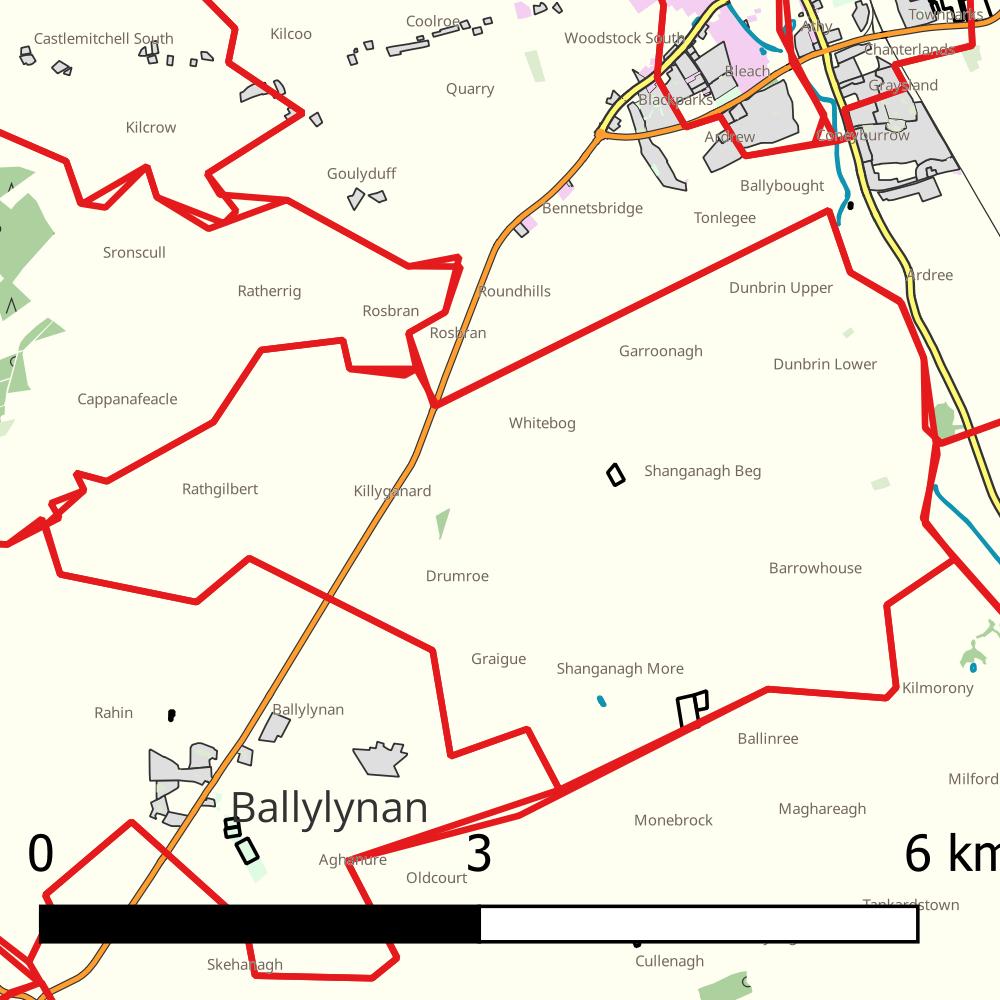 Townparks
Coolroe
Athy
Castlemitchell South
Kilcoo
Woodstock South
Chanterlands
Bleach
Graysland
Quarry
Blackparks
Kilcrow
Ardrew
Coneyburrow
Goulyduff
Ballybought
Bennetsbridge
Tonlegee
Sronscull
Ardree
Ratherrig
Roundhills
Dunbrin Upper
Rosbran
Rosbran
Garroonagh
Dunbrin Lower
Cappanafeacle
Whitebog
Shanganagh Beg
Rathgilbert
Killyganard
Drumroe
Barrowhouse
Graigue
Shanganagh More
Kilmorony
Rahin
Ballylynan
Ballinree
Milford
Ballylynan
Maghareagh
Monebrock
0
3
6 km
Aghanure
Oldcourt
Tankardstown
Skehanagh
Cullenagh